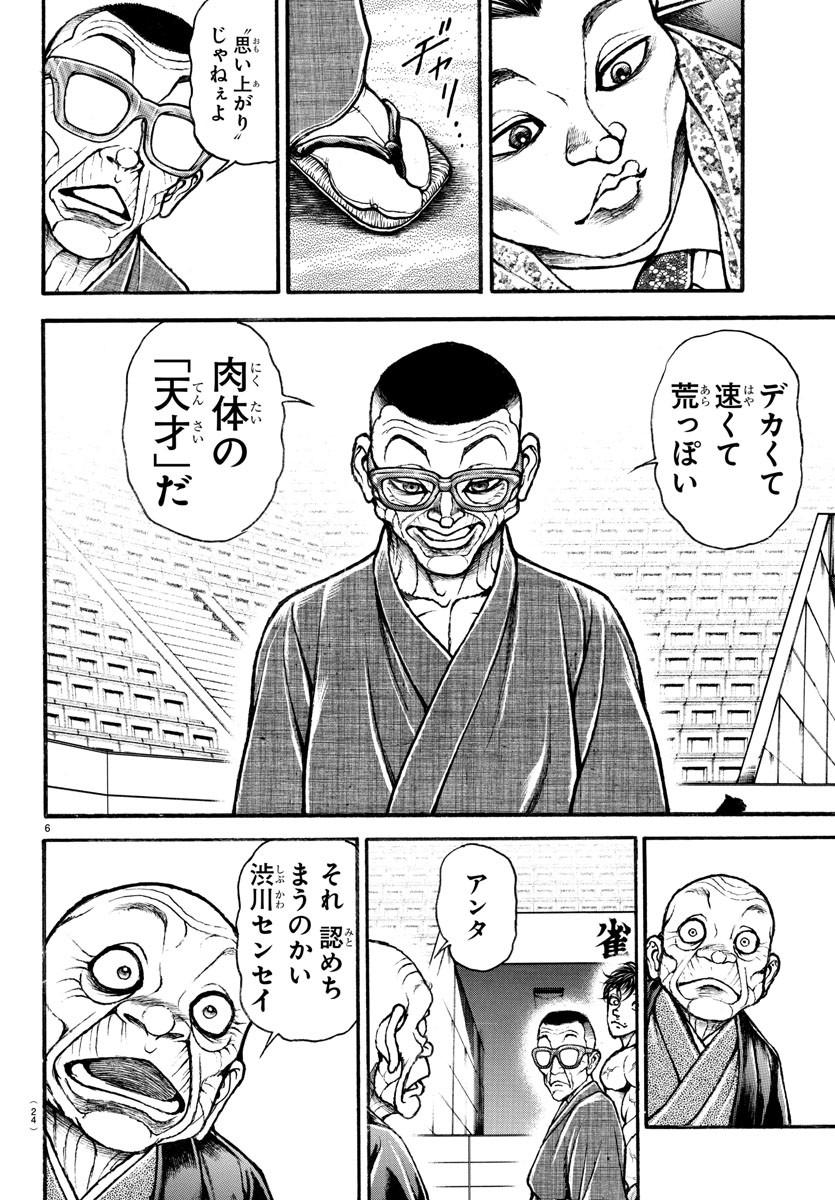 ヂャリ…
〝思い上がり〟
じゃねぇよ
デカくて
速くて
荒っぽい
肉体の
「天才」だ
6
雀
アンタ
それ 認めち
まうのかい
渋川センセイ
(24)